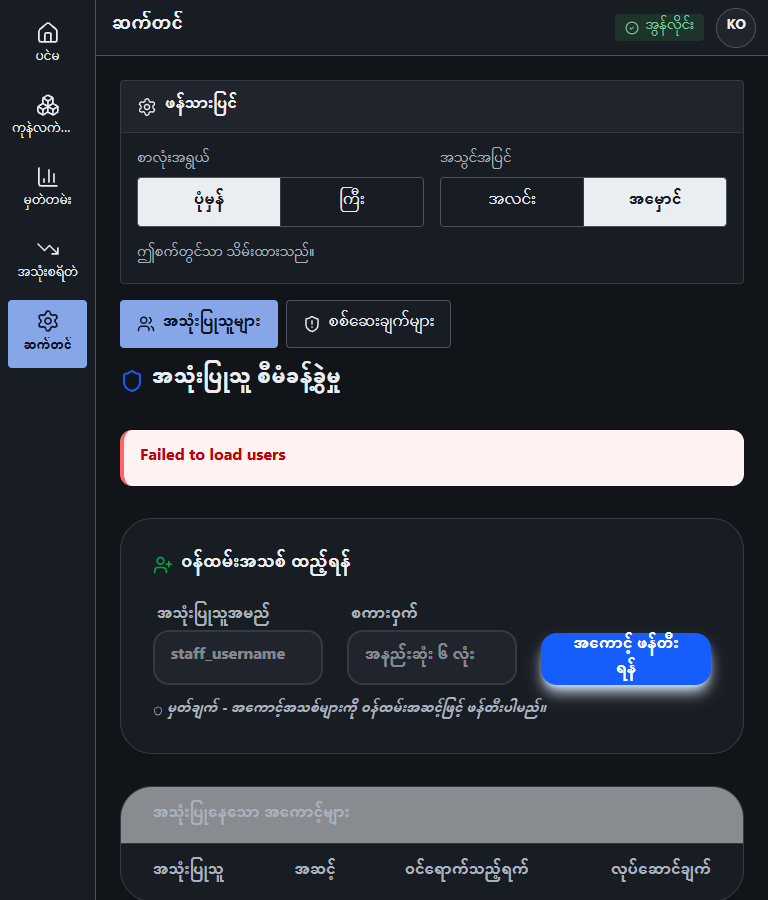 ဆက်တင်
အွန်လိုင်း
KO
ပင်မ
ကုန်လက်...
မှတ်တမ်း
အသုံးစရိတ်
ဆက်တင်
ဖန်သားပြင်
စာလုံးအရွယ်
အသွင်အပြင်
ပုံမှန်
ကြီး
အလင်း
အမှောင်
ဤစက်တွင်သာ သိမ်းထားသည်။
အသုံးပြုသူများ
စစ်ဆေးချက်များ
အသုံးပြုသူ စီမံခန့်ခွဲမှု
Failed to load users
ဝန်ထမ်းအသစ် ထည့်ရန်
အသုံးပြုသူအမည်
စကားဝှက်
staff_username
အနည်းဆုံး ၆ လုံး
အကောင့် ဖန်တီး
ရန်
မှတ်ချက် - အကောင့်အသစ်များကို ဝန်ထမ်းအဆင့်ဖြင့် ဖန်တီးပါမည်။
အသုံးပြုနေသော အကောင့်များ
အသုံးပြုသူ
အဆင့်
ဝင်ရောက်သည့်ရက်
လုပ်ဆောင်ချက်